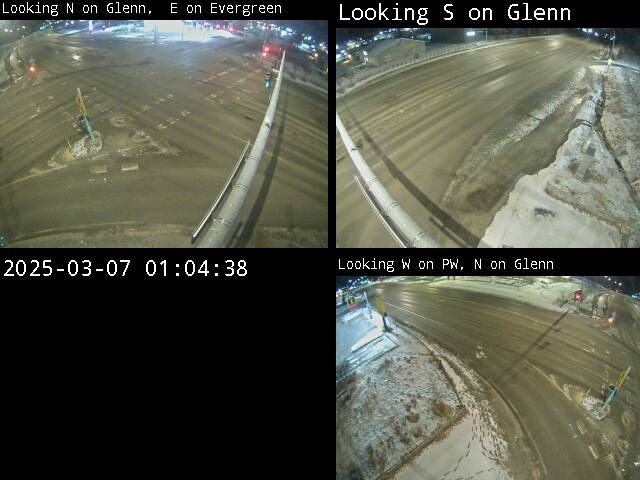 Looking N on Glenn,  E on Evergreen
Looking S on Glenn
2025-03-07 01:04:38
Looking W on PW, N on Glenn